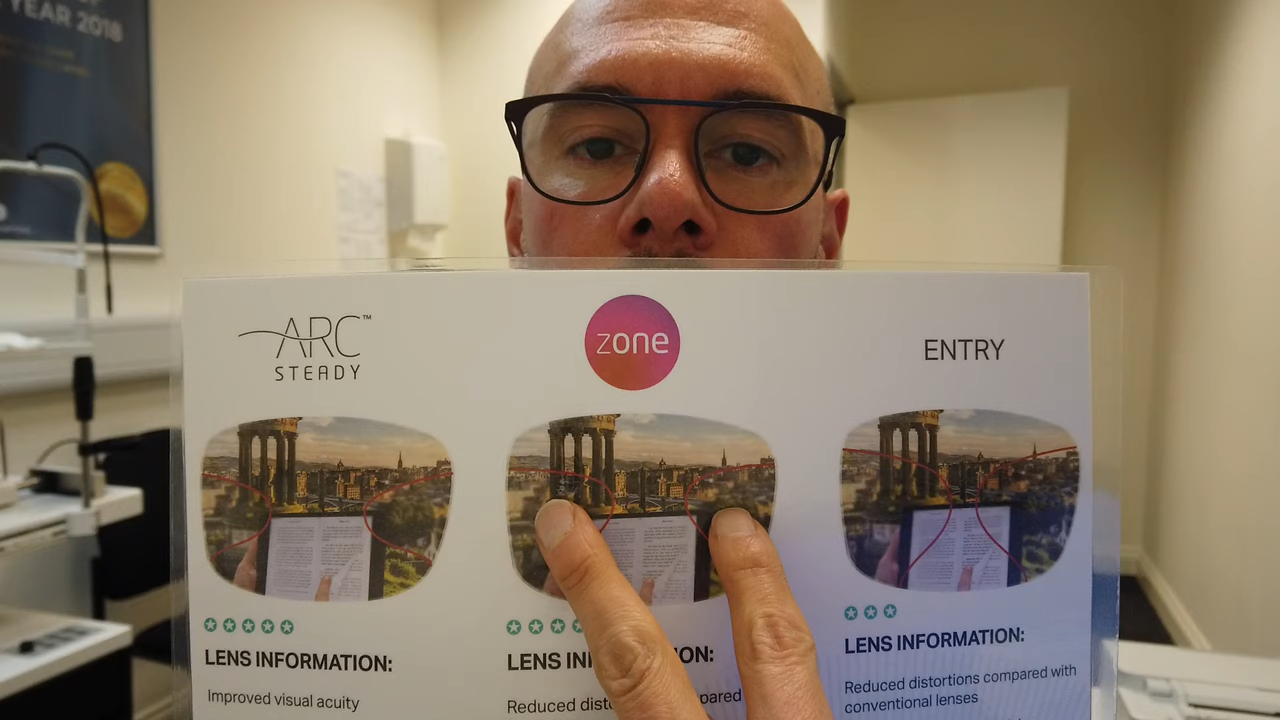 YEAR 2018
ARC™
STEADY
zone
ENTRY
LENS INFORMATION:
Improved visual acuity
LENS IN ON:
Reduced pared
LENS INFORMATION:
Reduced distortions compared with
conventional lenses